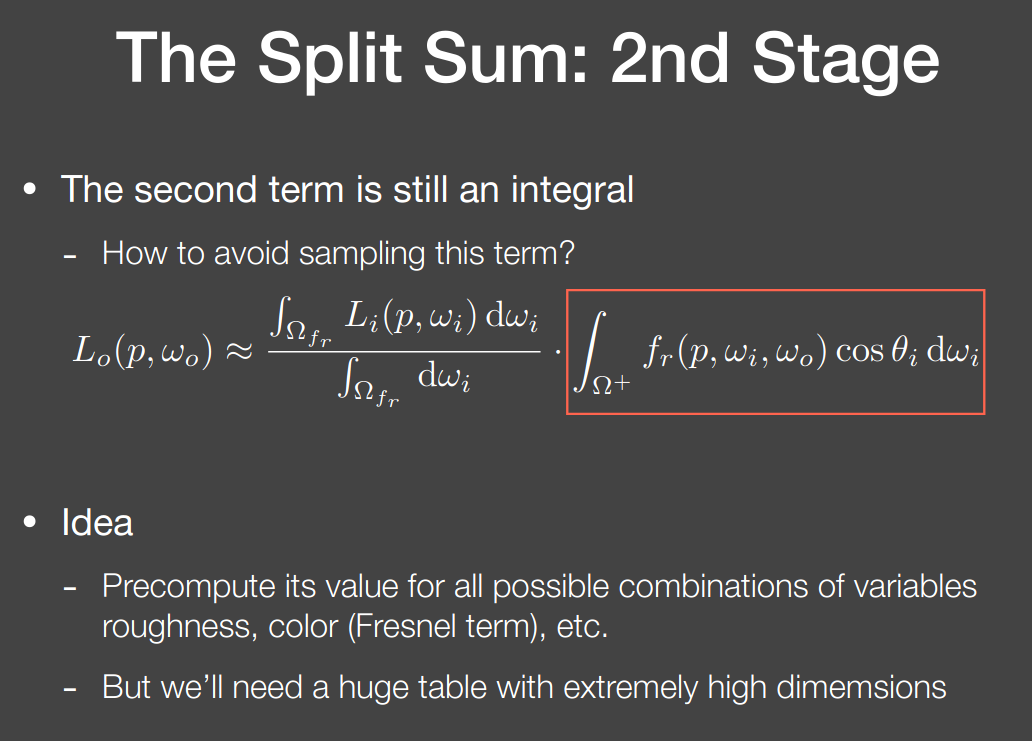 The Split Sum: 2nd Stage
• The second term is still an integral
- How to avoid sampling this term?
$L_o(p, \omega_o) \approx \frac{\int_{\Omega_{f_r}} L_i(p, \omega_i) \, \mathrm{d}\omega_i}{\int_{\Omega_{f_r}} \mathrm{d}\omega_i} \cdot \int_{\Omega^+} f_r(p, \omega_i, \omega_o) \cos\theta_i \, \mathrm{d}\omega_i$
• Idea
- Precompute its value for all possible combinations of variables
roughness, color (Fresnel term), etc.
- But we’ll need a huge table with extremely high dimemsions